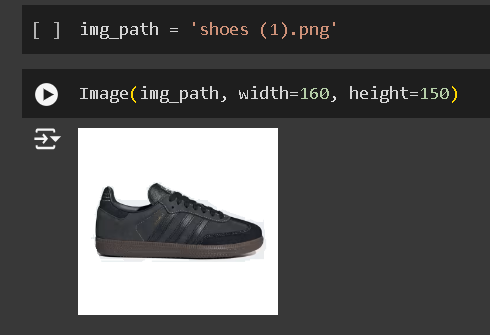 [ ] img_path = 'shoes (1).png'
Image(img_path, width=160, height=150)